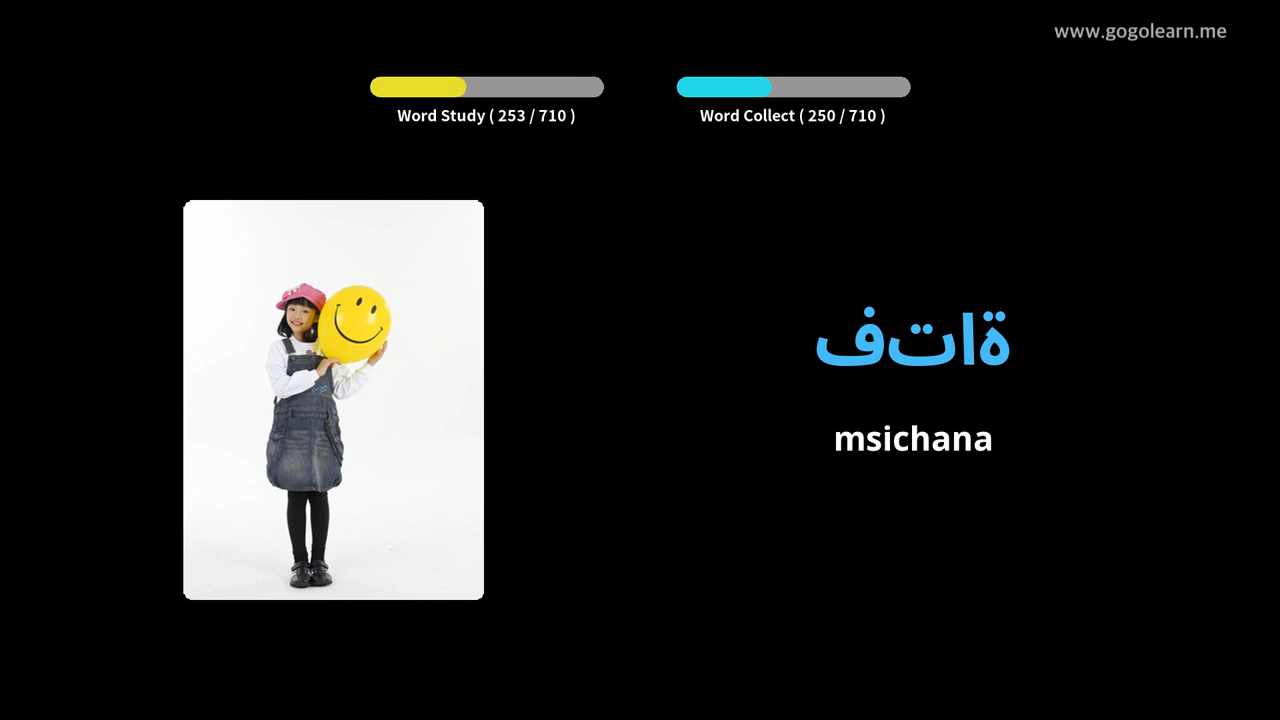 www.gogolearn.me
Word Study ( 253 / 710 )
Word Collect ( 250 / 710 )
فتاة
msichana